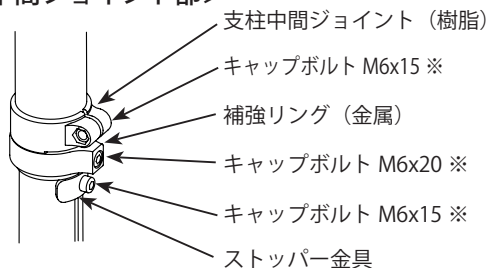 間ジョイント部
支柱中間ジョイント（樹脂）
キャップボルト M6x15 ※
補強リング（金属）
キャップボルト M6x20 ※
キャップボルト M6x15 ※
ストッパー金具